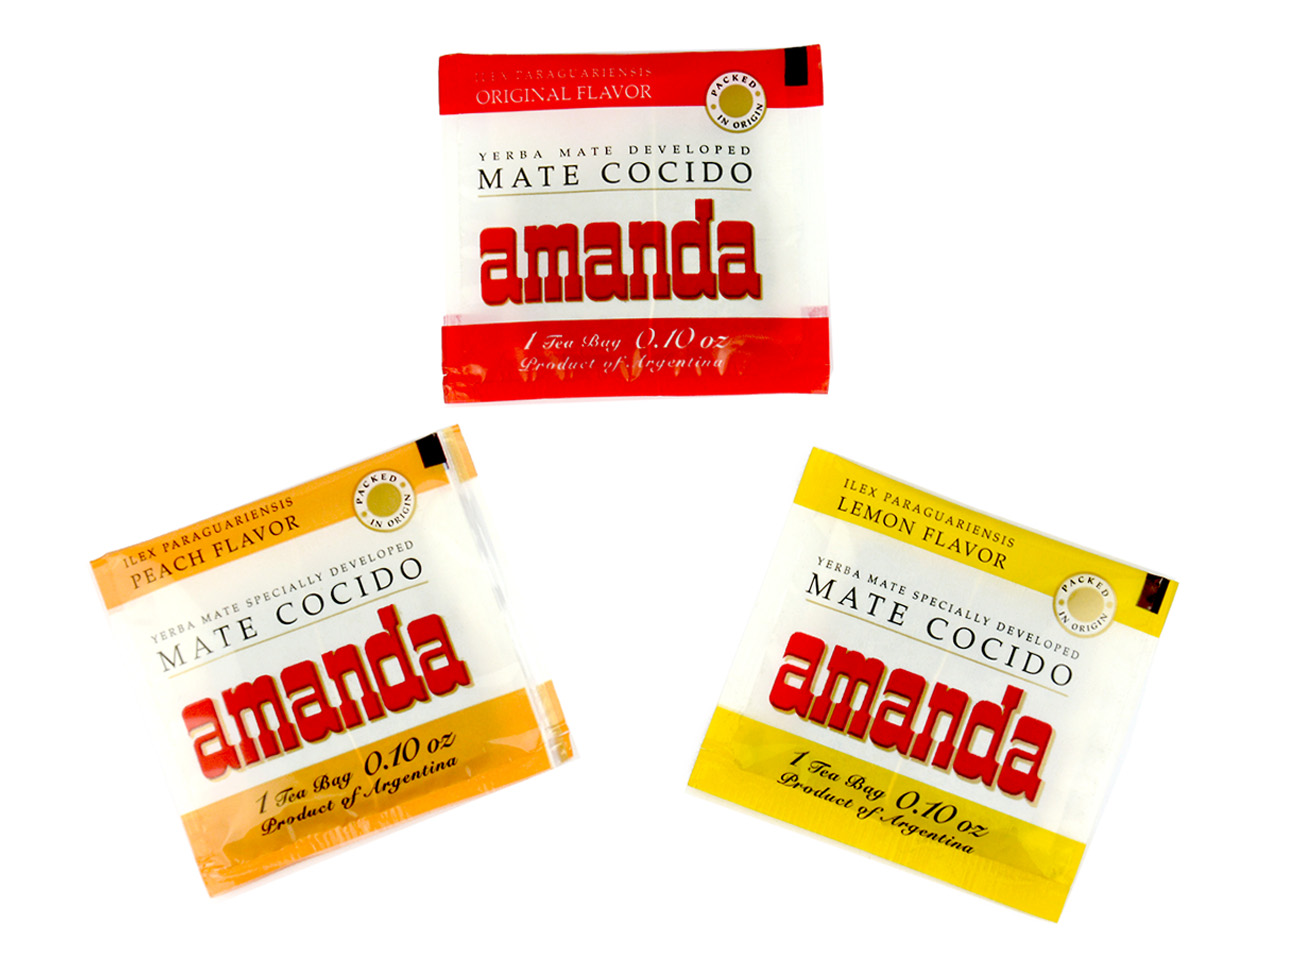 ILEX PARAGUARIENSIS
ORIGINAL FLAVOR
PACKED
IN ORIGIN
YERBA MATE DEVELOPED
MATE COCIDO
amanda
1 Tea Bag 0.10 oz
Product of Argentina
ILEX PARAGUARIENSIS
PEACH FLAVOR
PACKED
IN ORIGIN
YERBA MATE SPECIALLY DEVELOPED
MATE COCIDO
amanda
1 Tea Bag 0.10 oz
Product of Argentina
ILEX PARAGUARIENSIS
LEMON FLAVOR
PACKED
IN ORIGIN
YERBA MATE SPECIALLY DEVELOPED
MATE COCIDO
amanda
1 Tea Bag 0.10 oz
Product of Argentina